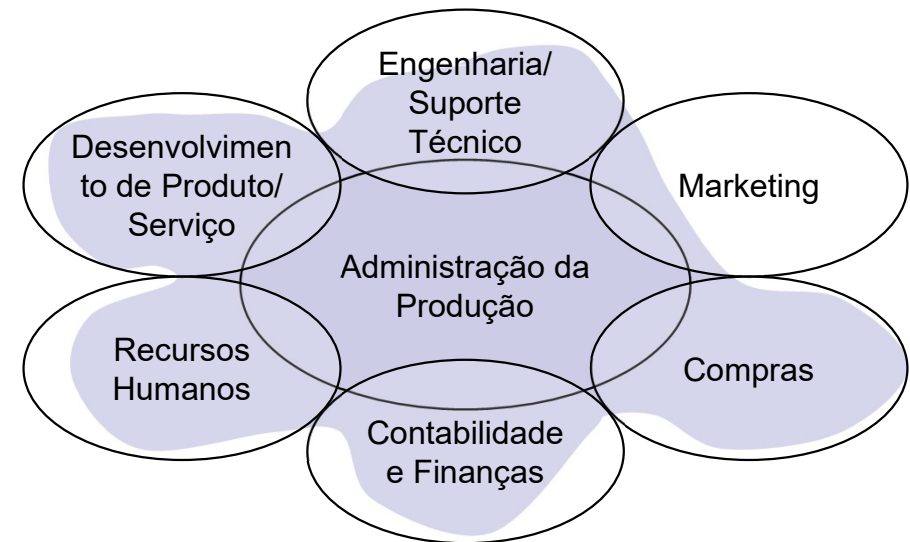 Engenharia/
Suporte
Técnico
Desenvolvimen
to de Produto/
Serviço
Marketing
Administração da
Produção
Recursos
Humanos
Compras
Contabilidade
e Finanças